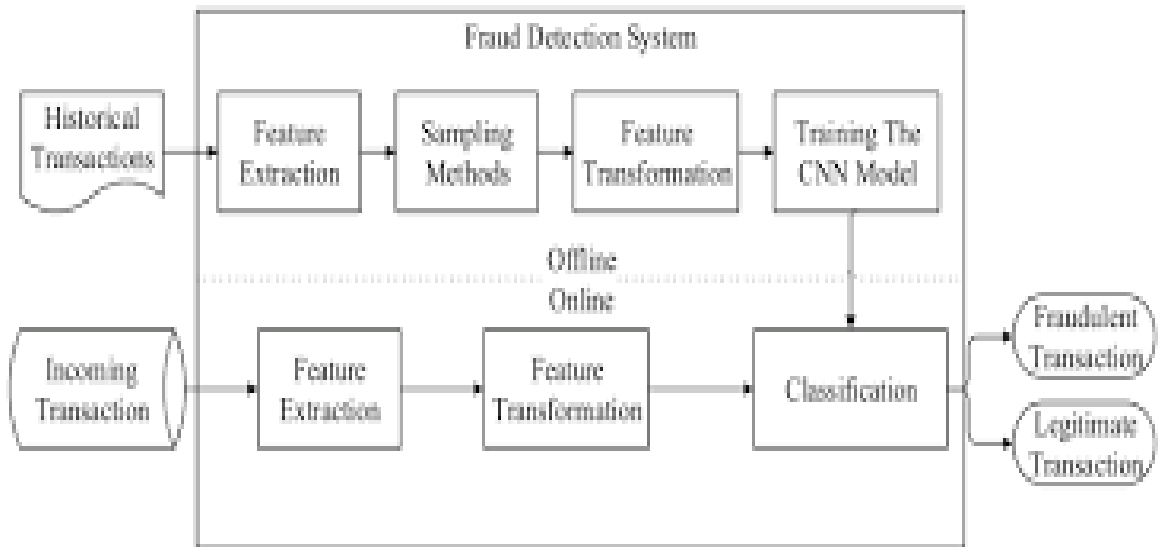 Fraud Detection System
Historical
Transactions
Feature
Extraction
Sampling
Methods
Feature
Transformation
Training The
CNN Model
Offline
Online
Incoming
Transaction
Feature
Extraction
Feature
Transformation
Classification
Fraudulent
Transaction
Legitimate
Transaction